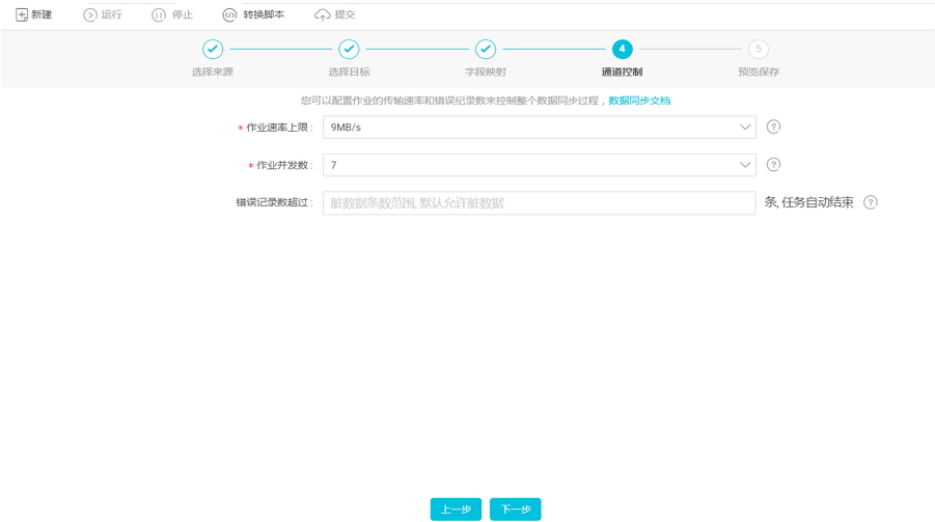 新建 运行 停止 转换脚本 提交
4 5
选择来源 选择目标 字段映射 通道控制 预览保存
您可以配置作业的传输速率和错误纪录数来控制整个数据同步过程，数据同步文档
* 作业速率上限： 9MB/s ?
* 作业并发数： 7 ?
错误记录数超过： 脏数据条数范围, 默认允许脏数据 条, 任务自动结束 ?
上一步 下一步